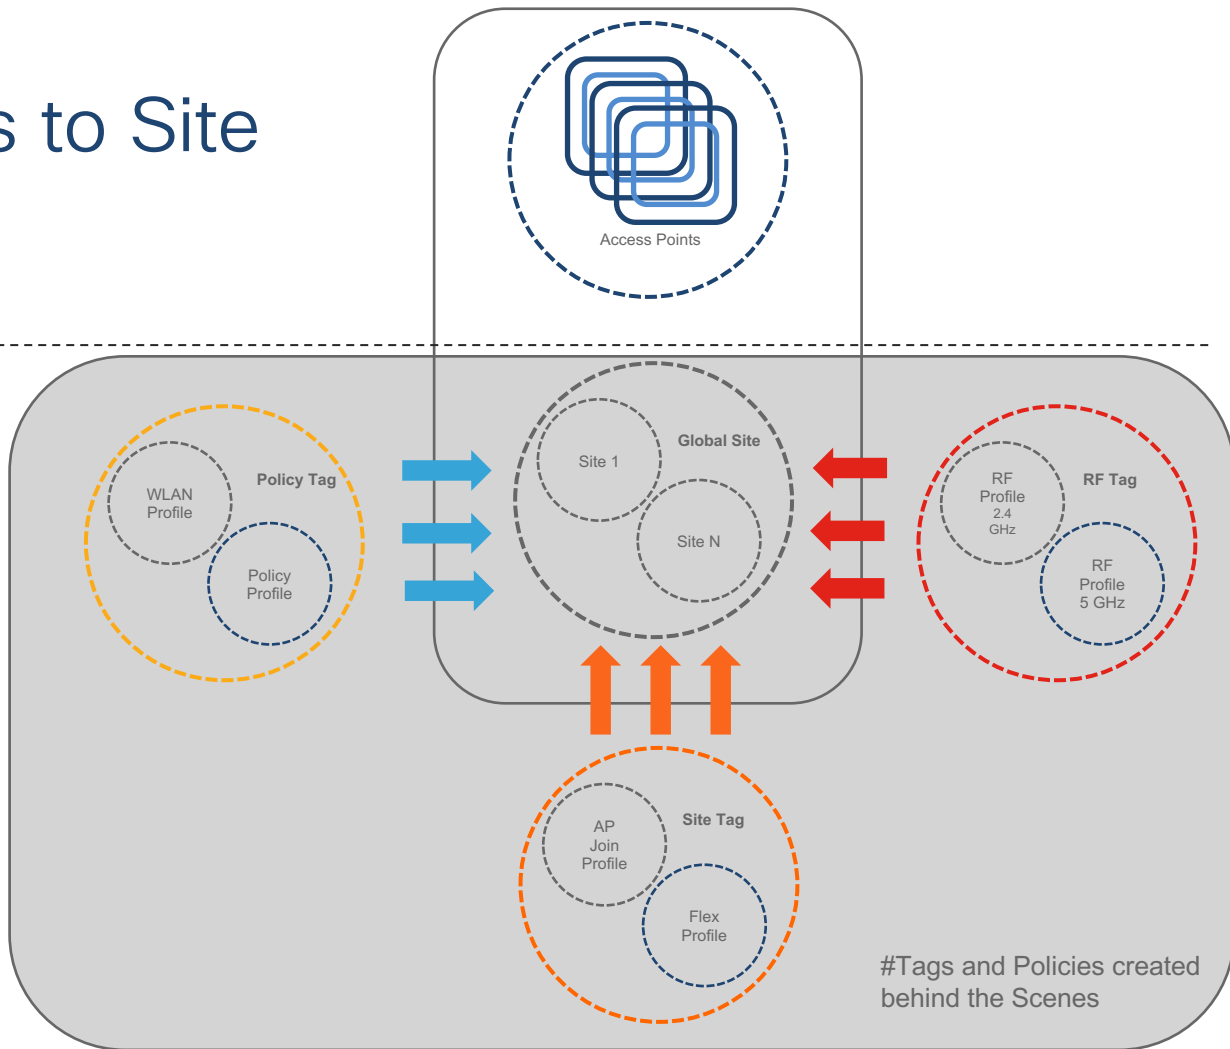 s to Site
Access Points
Global Site
Site 1
Site N
Policy Tag
WLAN
Profile
Policy
Profile
RF Tag
RF
Profile
2.4
GHz
RF
Profile
5 GHz
Site Tag
AP
Join
Profile
Flex
Profile
#Tags and Policies created
behind the Scenes